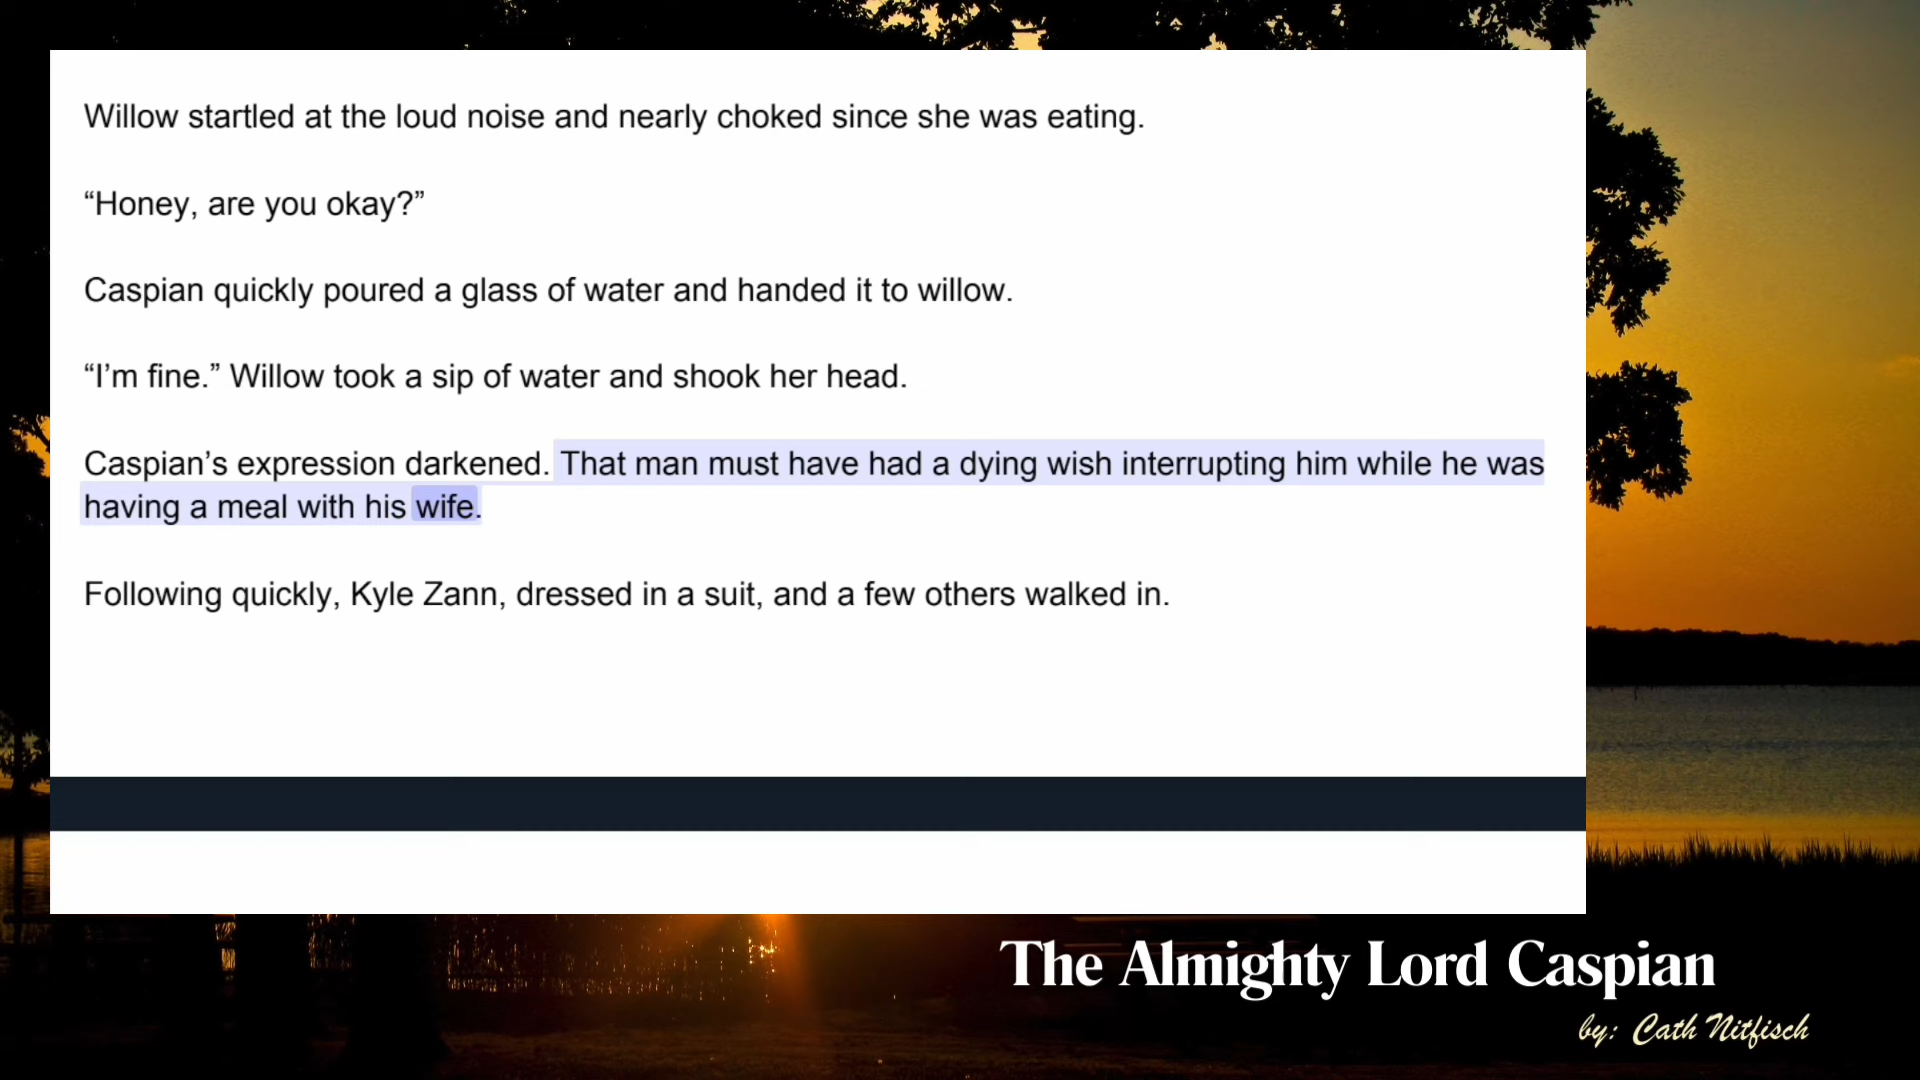 Willow startled at the loud noise and nearly choked since she was eating.
“Honey, are you okay?”
Caspian quickly poured a glass of water and handed it to willow.
“I’m fine.” Willow took a sip of water and shook her head.
Caspian’s expression darkened. That man must have had a dying wish interrupting him while he was
having a meal with his wife.
Following quickly, Kyle Zann, dressed in a suit, and a few others walked in.
The Almighty Lord Caspian
by: Cath Nitfisch